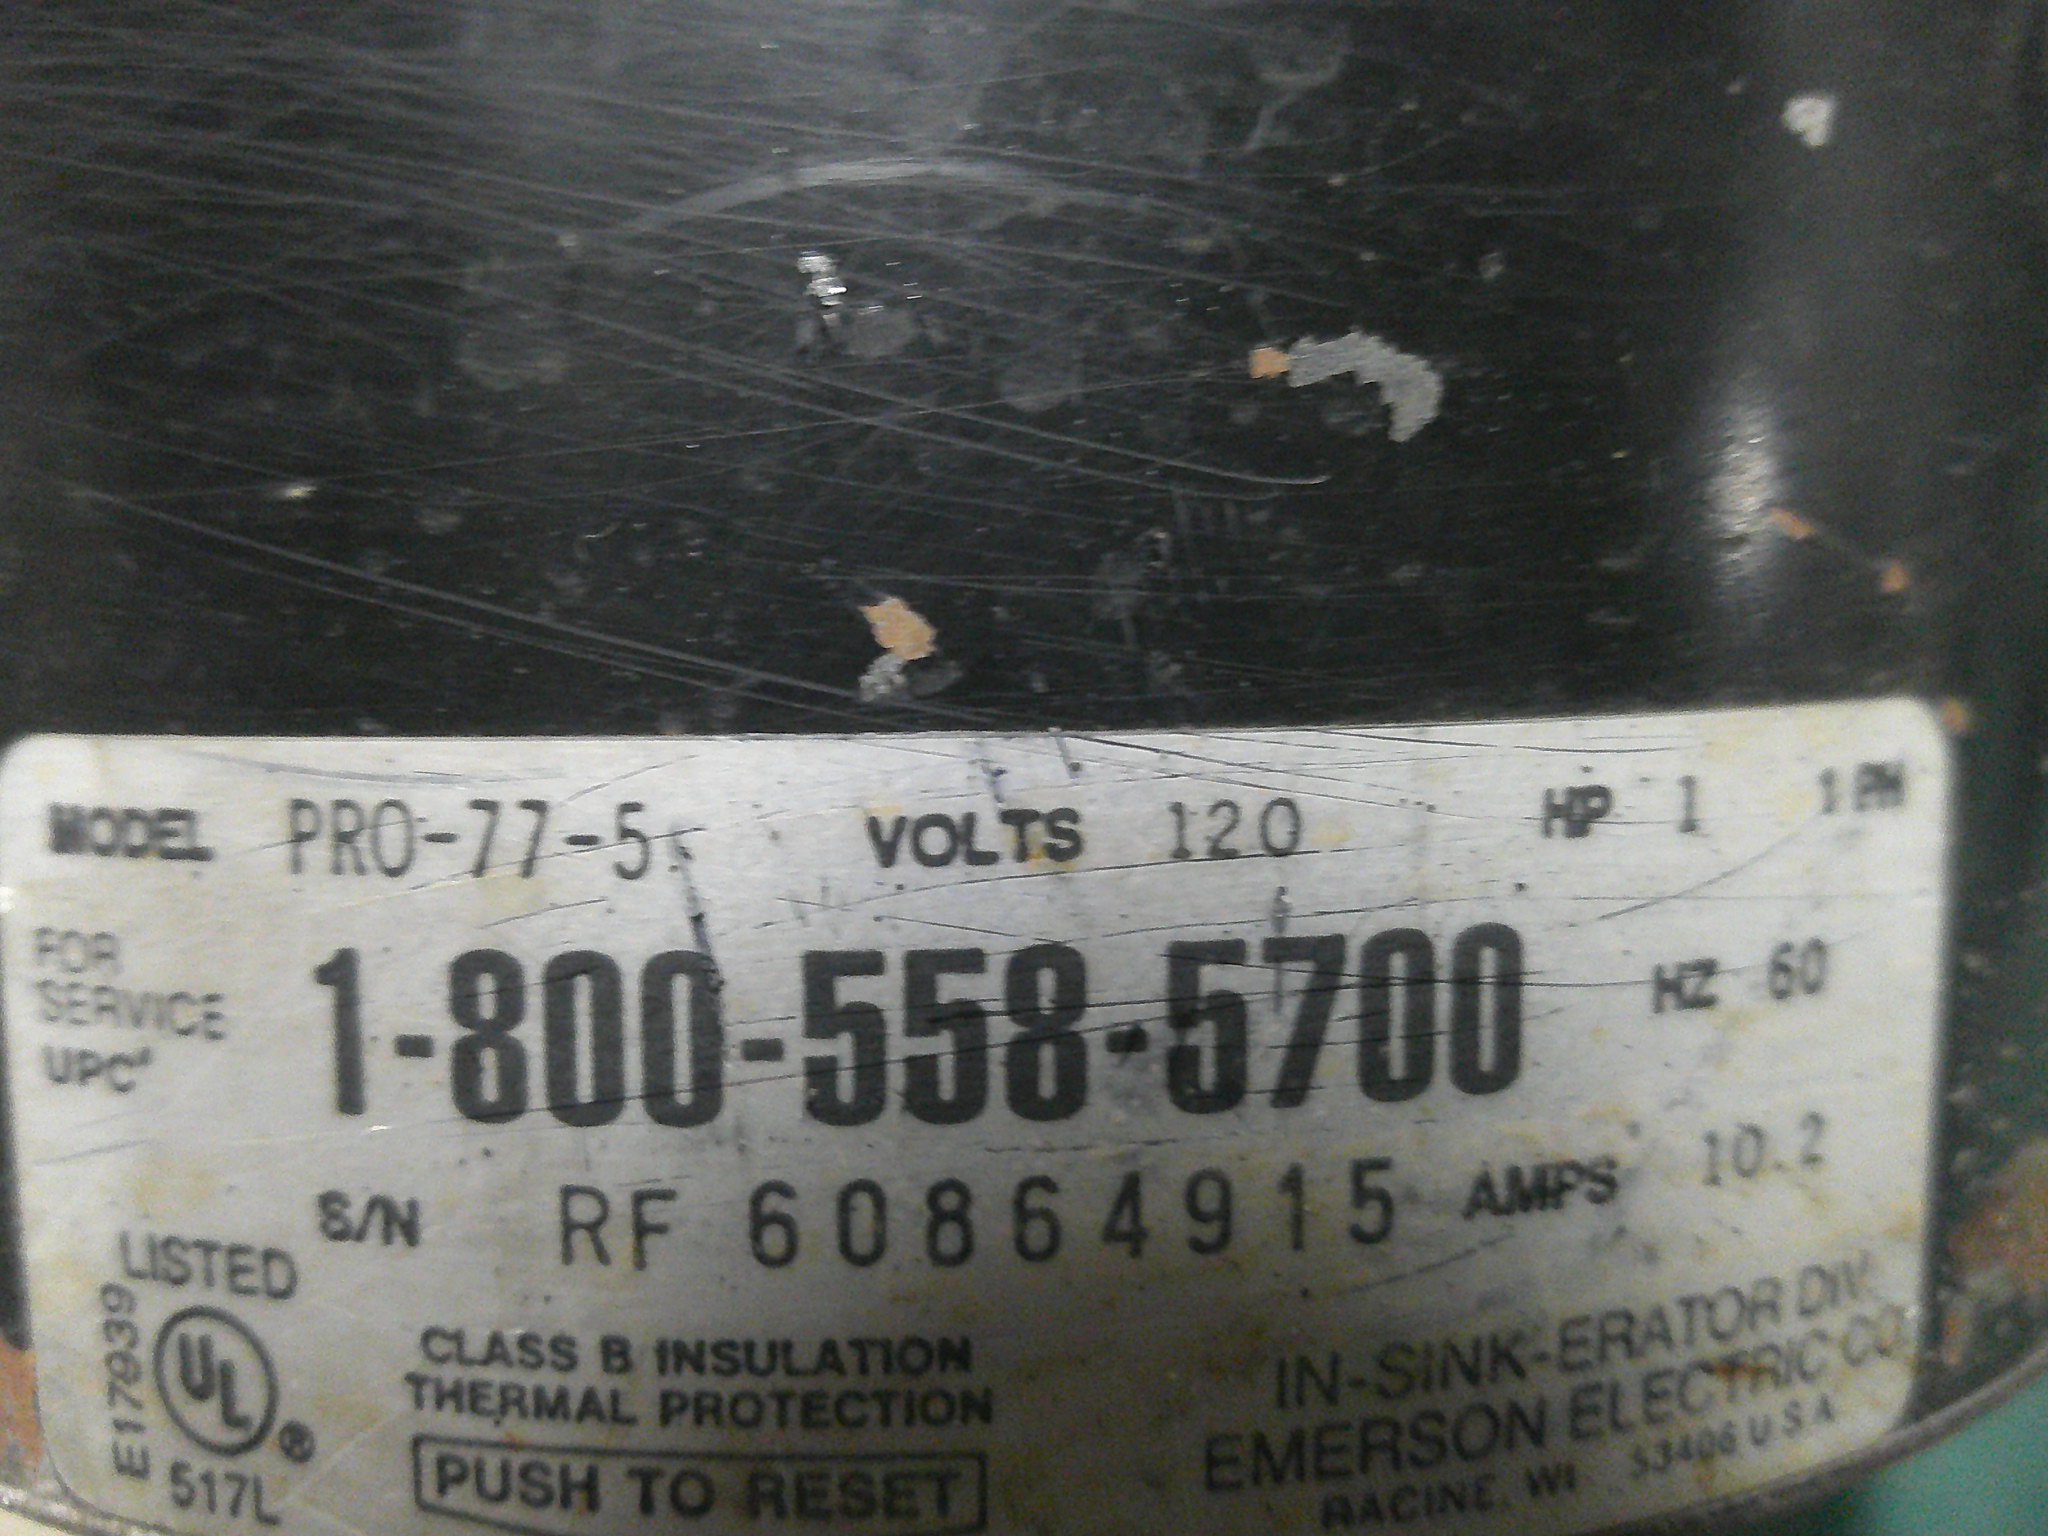 MODEL PRO-77-5 VOLTS 120 HP 1 1 PH
FOR
SERVICE
UPC
1-800-558-5700
HZ 60
S/N RF 60864915 AMPS 10.2
LISTED
E17939
UL ®
517L
CLASS B INSULATION
THERMAL PROTECTION
PUSH TO RESET
IN-SINK-ERATOR DIV.
EMERSON ELECTRIC CO.
RACINE, WI 53406 U S A